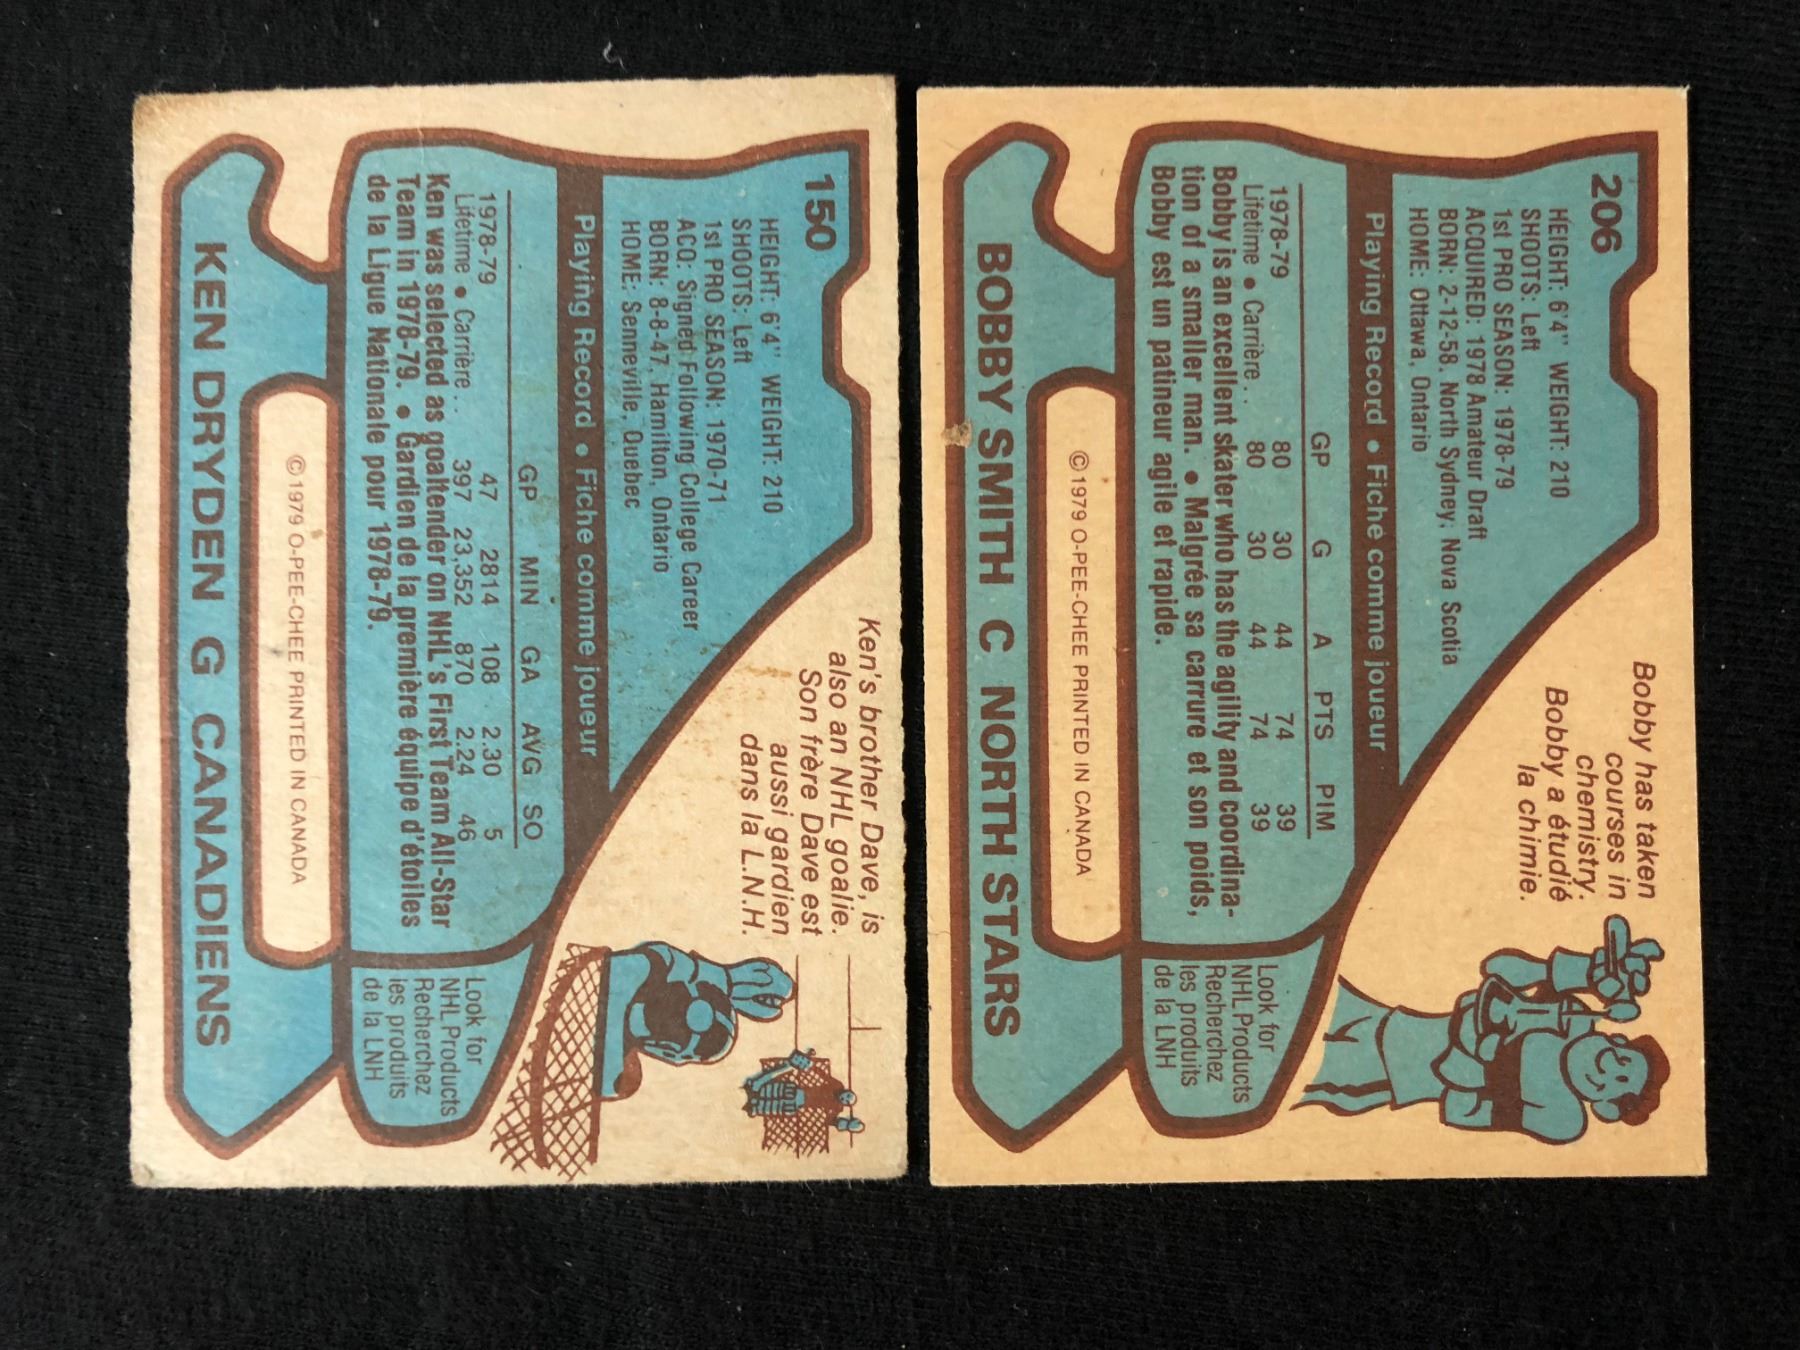 150
HEIGHT: 6'4" WEIGHT: 210
SHOOTS: Left
1st PRO SEASON: 1970-71
ACQ: Signed Following College Career
BORN: 8-8-47, Hamilton, Ontario
HOME: Senneville, Quebec
Ken's brother Dave, is
also an NHL goalie.
Son frère Dave est
aussi gardien
dans la L.N.H.
Playing Record • Fiche comme joueur
GP MIN GA AVG SO
1978-79 47 2814 108 2.30 5
Lifetime • Carrière.. 397 23,352 870 2.24 46
Ken was selected as goaltender on NHL's First Team All-Star
Team in 1978-79. • Gardien de la première équipe d'étoiles
de la Ligue Nationale pour 1978-79.
Look for
NHL Products
Recherchez
les produits
de la LNH
©1979 O-PEE-CHEE PRINTED IN CANADA
KEN DRYDEN G CANADIENS
206
HEIGHT: 6'4" WEIGHT: 210
SHOOTS: Left
1st PRO SEASON: 1978-79
ACQUIRED: 1978 Amateur Draft
BORN: 2-12-58, North Sydney, Nova Scotia
HOME: Ottawa, Ontario
Bobby has taken
courses in
chemistry.
Bobby a étudié
la chimie.
Playing Record • Fiche comme joueur
GP G A PTS PIM
1978-79 80 30 44 74 39
Lifetime • Carrière.. 80 30 44 74 39
Bobby is an excellent skater who has the agility and coordina-
tion of a smaller man. • Malgrée sa carrure et son poids,
Bobby est un patineur agile et rapide.
Look for
NHL Products
Recherchez
les produits
de la LNH
©1979 O-PEE-CHEE PRINTED IN CANADA
BOBBY SMITH C NORTH STARS